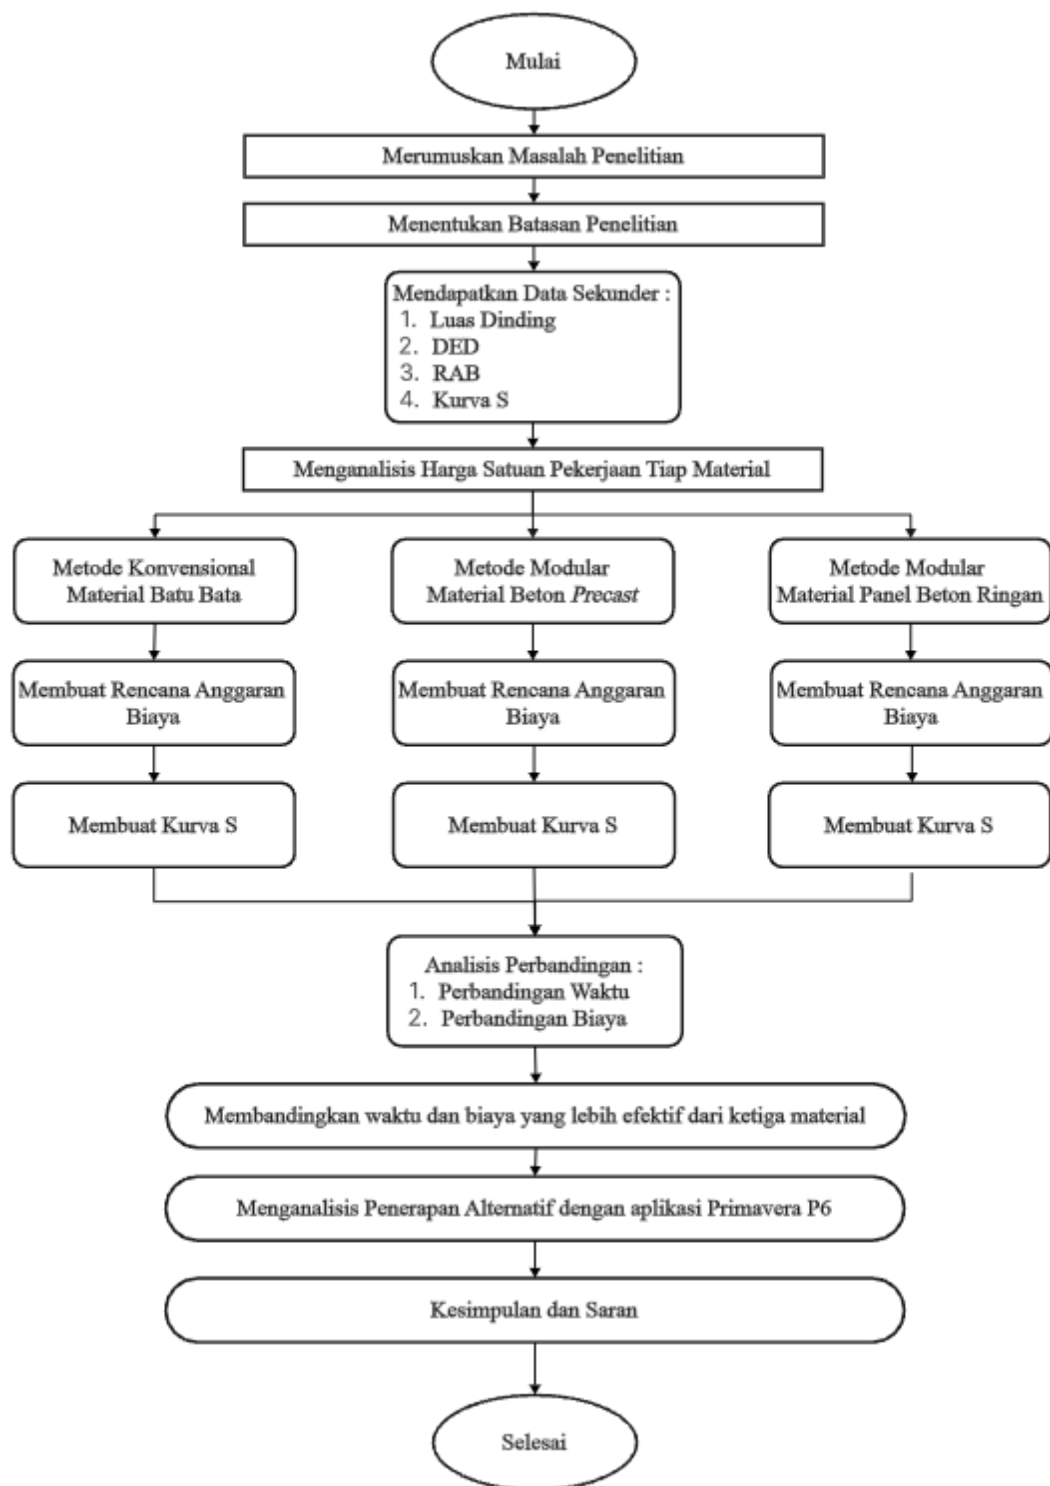 Mulai
Merumuskan Masalah Penelitian
Menentukan Batasan Penelitian
Mendapatkan Data Sekunder :
1. Luas Dinding
2. DED
3. RAB
4. Kurva S
Menganalisis Harga Satuan Pekerjaan Tiap Material
Metode Konvensional
Material Batu Bata
Metode Modular
Material Beton Precast
Metode Modular
Material Panel Beton Ringan
Membuat Rencana Anggaran
Biaya
Membuat Rencana Anggaran
Biaya
Membuat Rencana Anggaran
Biaya
Membuat Kurva S
Membuat Kurva S
Membuat Kurva S
Analisis Perbandingan :
1. Perbandingan Waktu
2. Perbandingan Biaya
Membandingkan waktu dan biaya yang lebih efektif dari ketiga material
Menganalisis Penerapan Alternatif dengan aplikasi Primavera P6
Kesimpulan dan Saran
Selesai